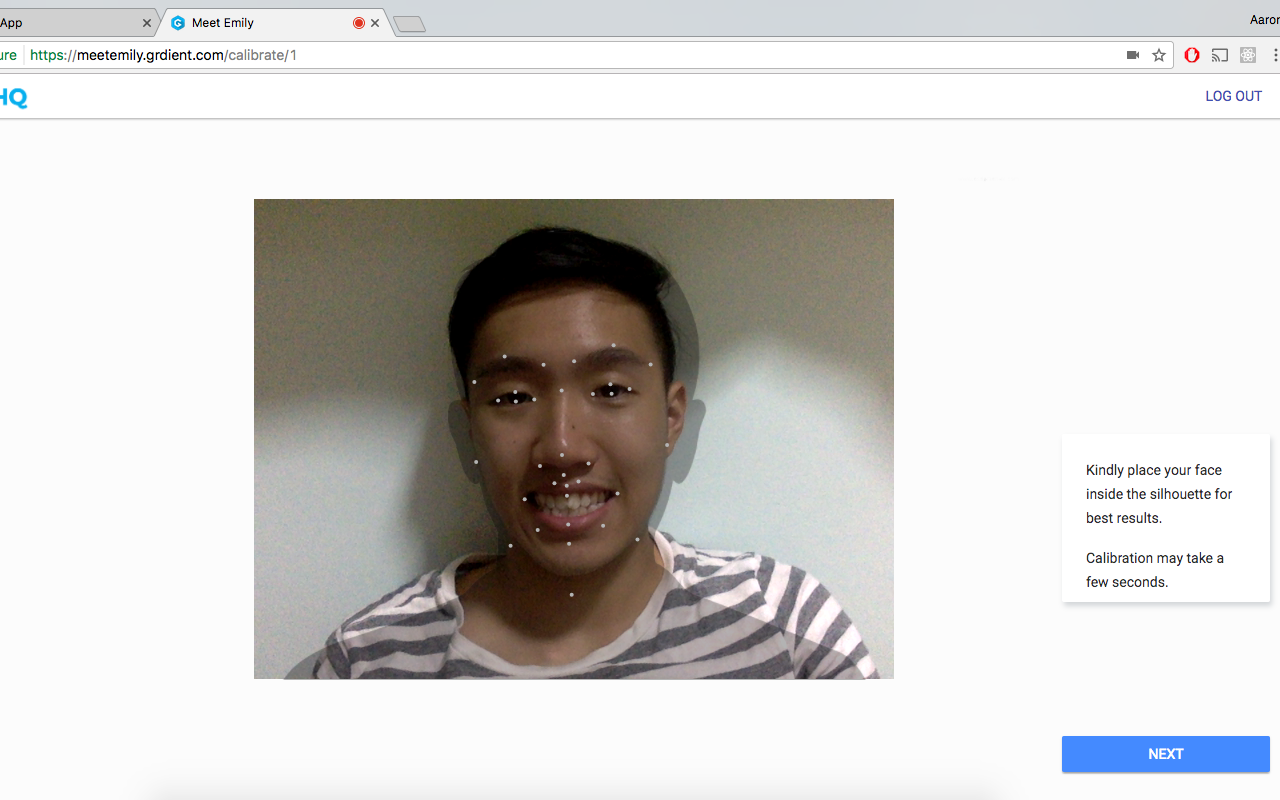 App
Meet Emily
Aaron
ure
https://meetemily.grdient.com/calibrate/1
HQ
LOG OUT
Kindly place your face
inside the silhouette for
best results.
Calibration may take a
few seconds.
NEXT